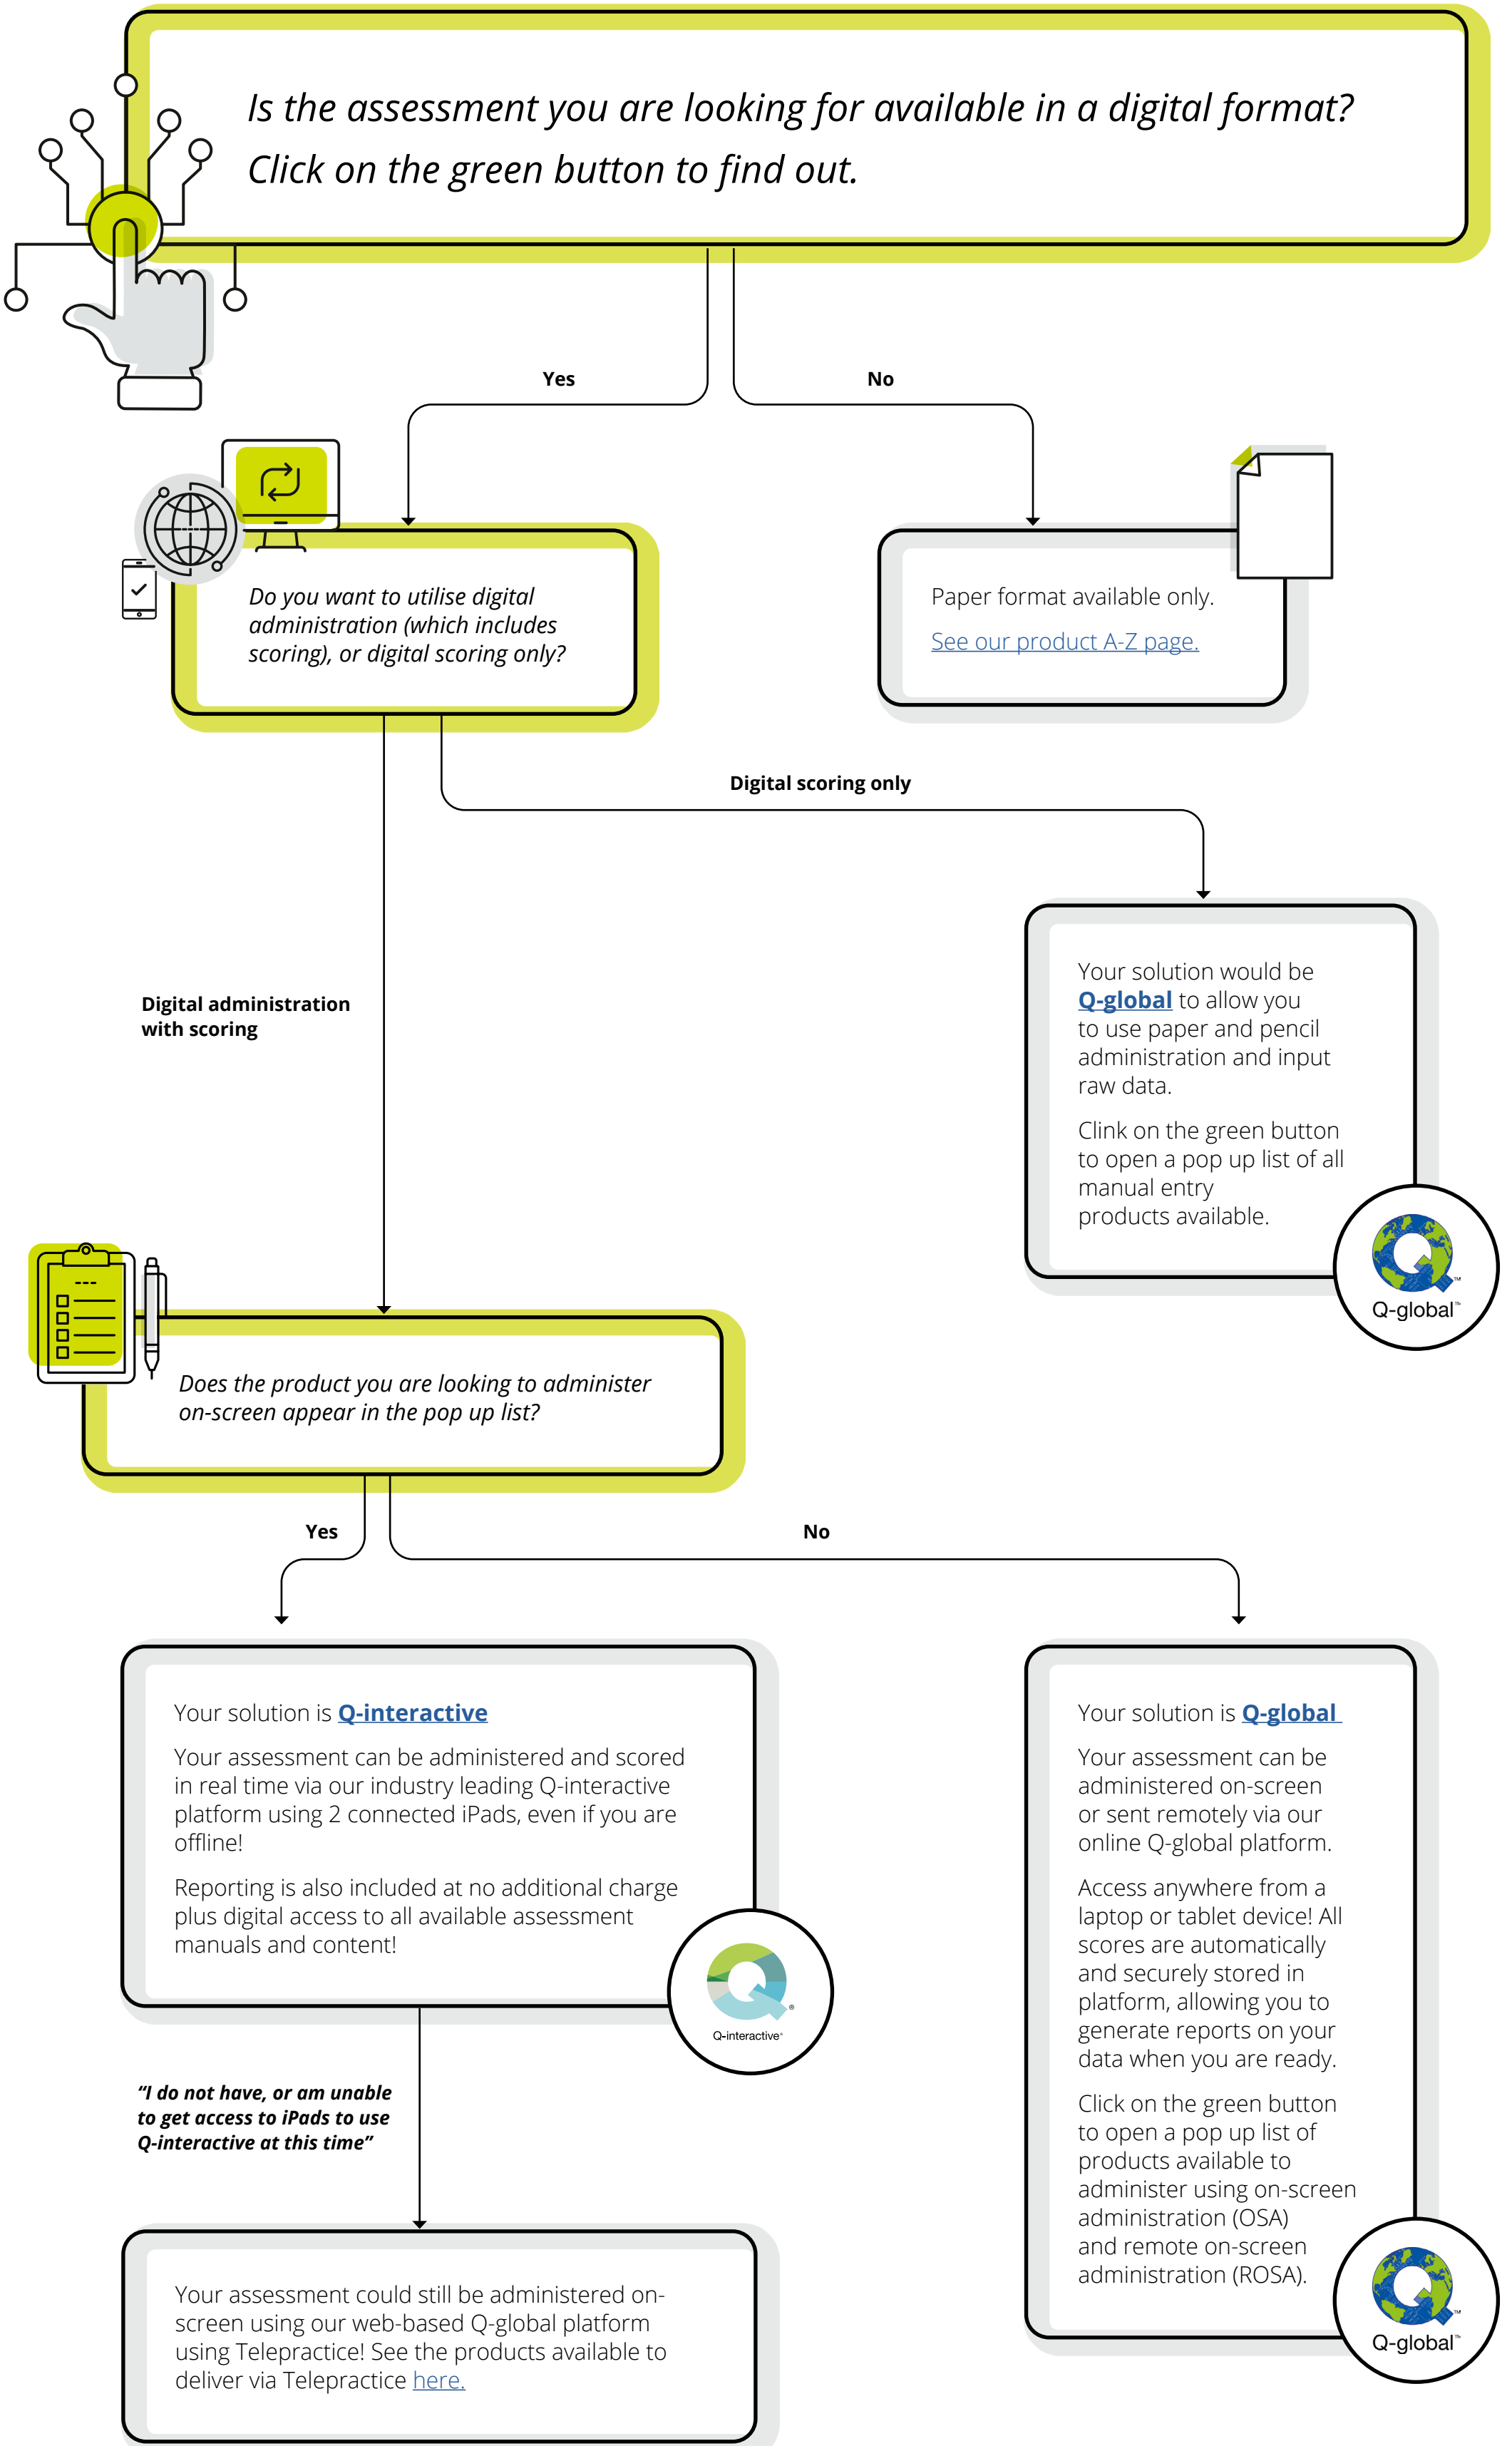 Is the assessment you are looking for available in a digital format?
Click on the green button to find out.
Yes
No
Do you want to utilise digital
administration (which includes
scoring), or digital scoring only?
Paper format available only.
See our product A-Z page.
Digital scoring only
Digital administration
with scoring
Your solution would be
Q-global to allow you
to use paper and pencil
administration and input
raw data.
Clink on the green button
to open a pop up list of all
manual entry
products available.
Q-global™
Does the product you are looking to administer
on-screen appear in the pop up list?
Yes
No
Your solution is Q-interactive
Your assessment can be administered and scored
in real time via our industry leading Q-interactive
platform using 2 connected iPads, even if you are
offline!
Reporting is also included at no additional charge
plus digital access to all available assessment
manuals and content!
Q-interactive®
“I do not have, or am unable
to get access to iPads to use
Q-interactive at this time”
Your assessment could still be administered on-
screen using our web-based Q-global platform
using Telepractice! See the products available to
deliver via Telepractice here.
Your solution is Q-global
Your assessment can be
administered on-screen
or sent remotely via our
online Q-global platform.
Access anywhere from a
laptop or tablet device! All
scores are automatically
and securely stored in
platform, allowing you to
generate reports on your
data when you are ready.
Click on the green button
to open a pop up list of
products available to
administer using on-screen
administration (OSA)
and remote on-screen
administration (ROSA).
Q-global™